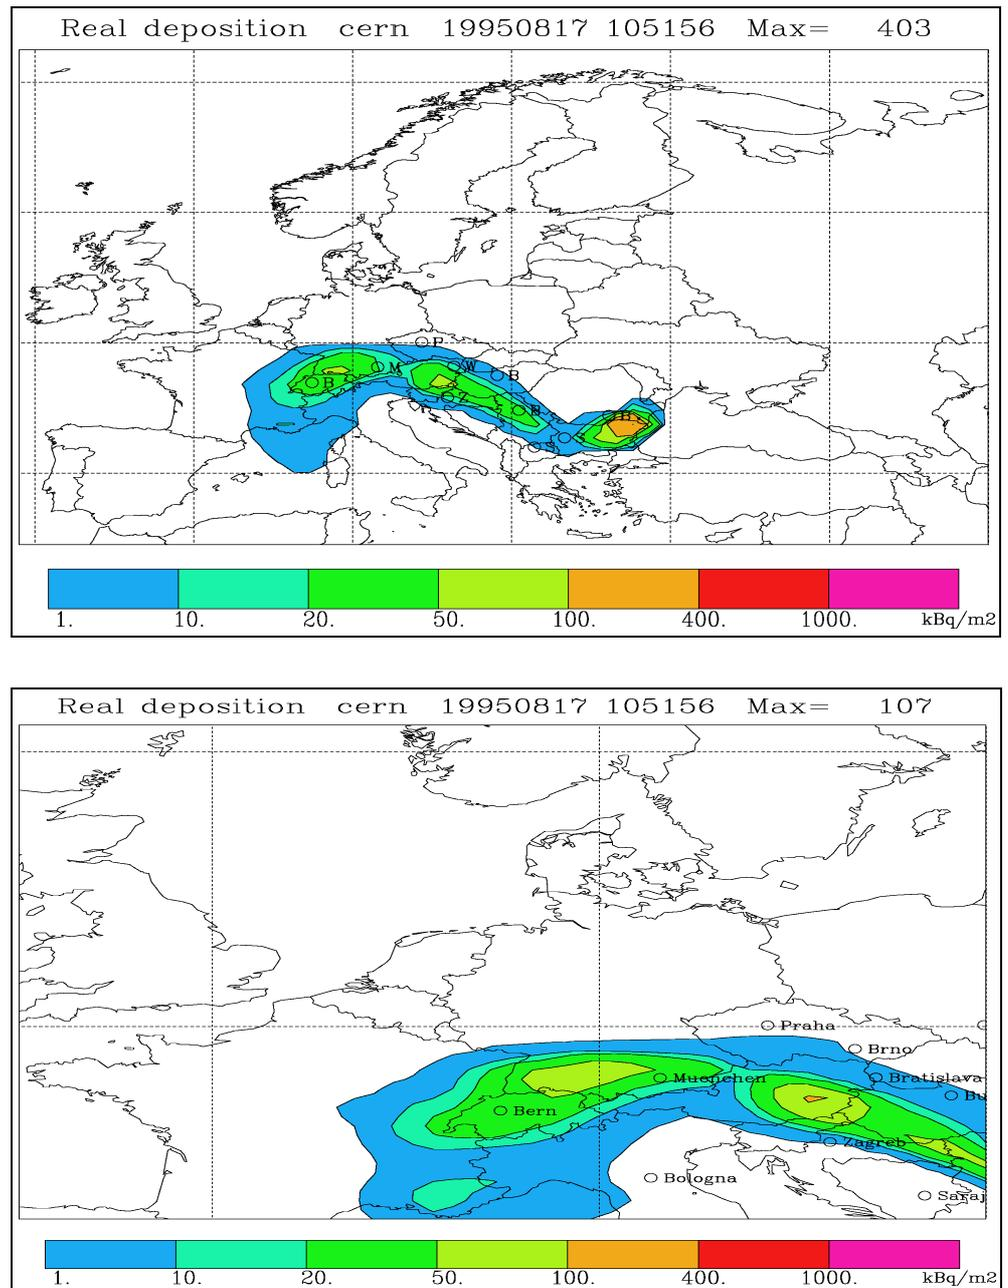 Real deposition cern 19950817 105156 Max= 403
P
M W
B B
Z
B
B
S S
1. 10. 20. 50. 100. 400. 1000. kBq/m2
Real deposition cern 19950817 105156 Max= 107
Praha
Brno
Muenchen Bratislava
Bu
Bern
Zagreb
Bologna
Saraj
1. 10. 20. 50. 100. 400. 1000. kBq/m2